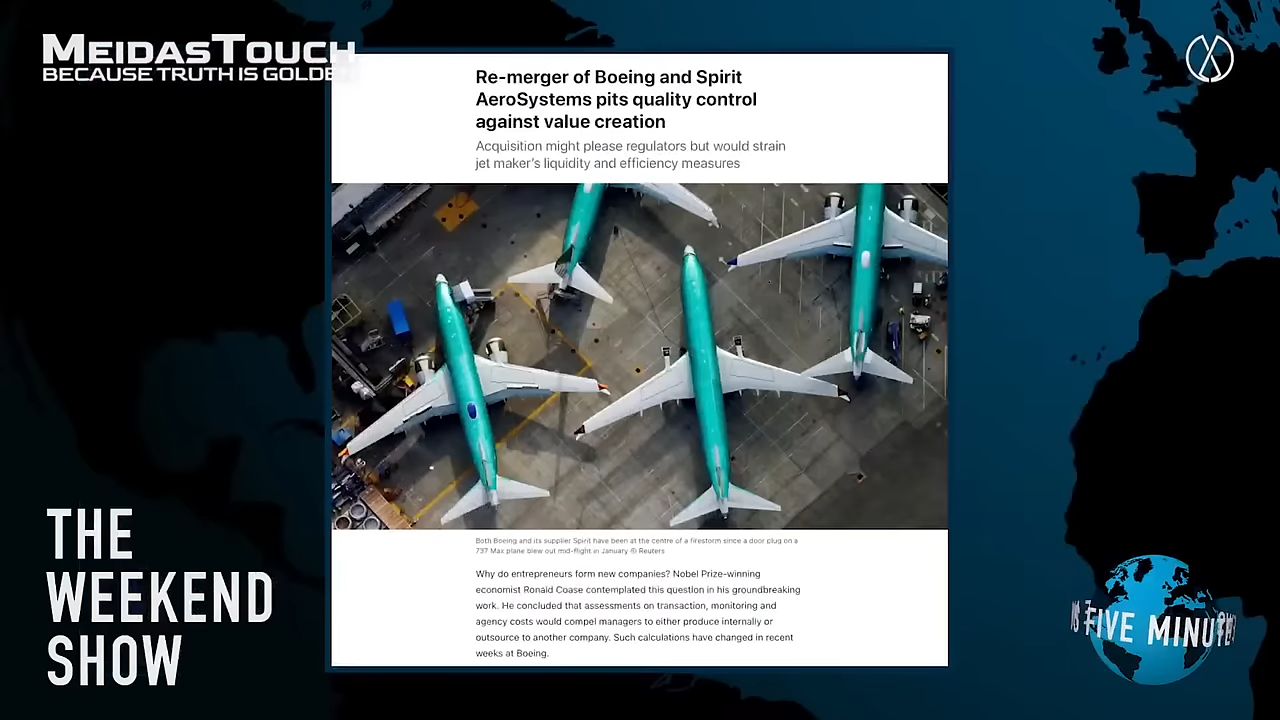 MEIDASTOUCH
BECAUSE TRUTH IS GOLDE
Re-merger of Boeing and Spirit
AeroSystems pits quality control
against value creation
Acquisition might please regulators but would strain
jet maker's liquidity and efficiency measures
Both Boeing and its supplier Spirit have been at the centre of a firestorm since a door plug on a
737 Max plane blew out mid-flight in January © Reuters
Why do entrepreneurs form new companies? Nobel Prize-winning
economist Ronald Coase contemplated this question in his groundbreaking
work. He concluded that assessments on transaction, monitoring and
agency costs would compel managers to either produce internally or
outsource to another company. Such calculations have changed in recent
weeks at Boeing.
THE
WEEKEND
SHOW
FIVE MINUTE